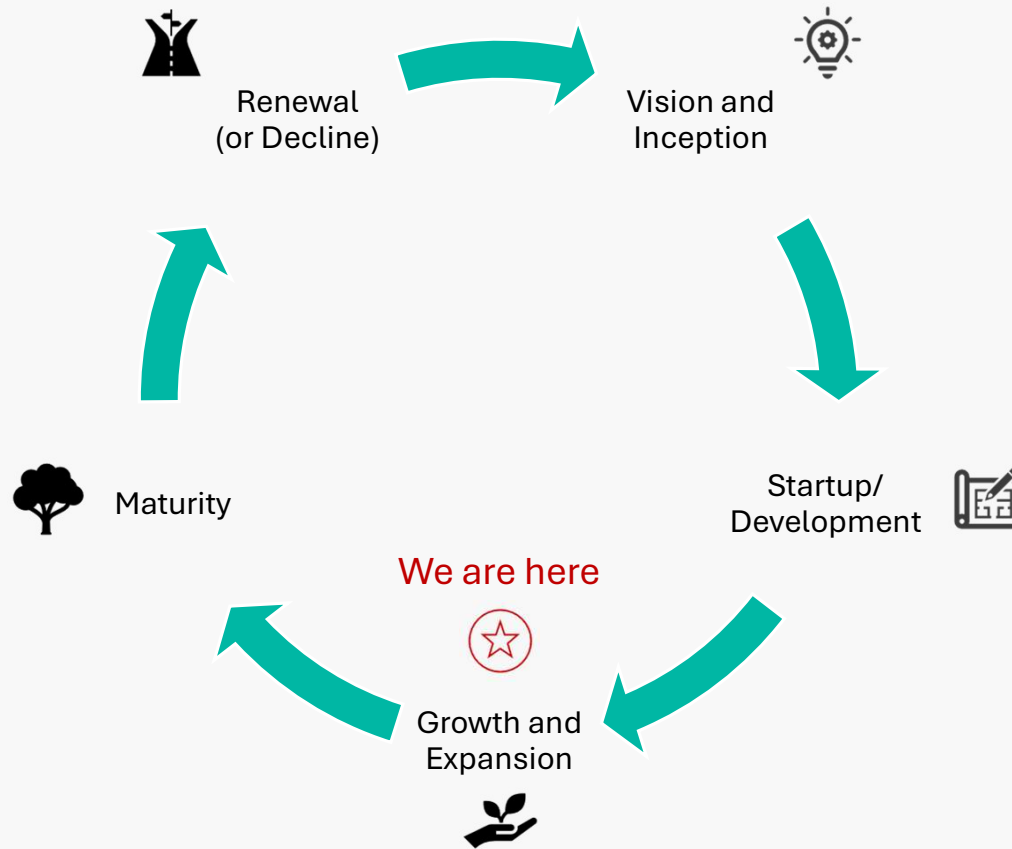 Renewal
(or Decline)
Vision and
Inception
Startup/
Development
Maturity
We are here
Growth and
Expansion